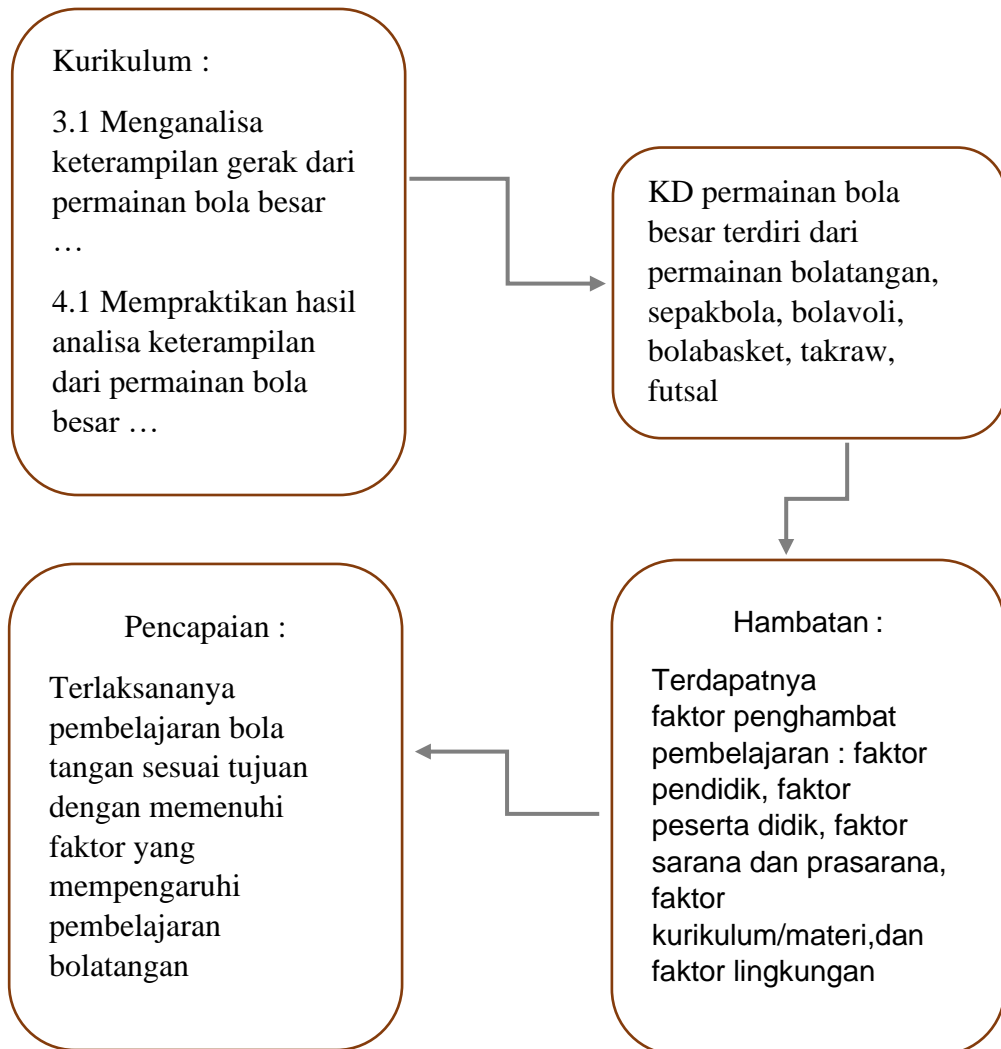 Kurikulum :
3.1 Menganalisa
keterampilan gerak dari
permainan bola besar
…
4.1 Mempraktikan hasil
analisa keterampilan
dari permainan bola
besar …
KD permainan bola
besar terdiri dari
permainan bolatangan,
sepakbola, bolavoli,
bolabasket, takraw,
futsal
Hambatan :
Terdapatnya
faktor penghambat
pembelajaran : faktor
pendidik, faktor
peserta didik, faktor
sarana dan prasarana,
faktor
kurikulum/materi,dan
faktor lingkungan
Pencapaian :
Terlaksananya
pembelajaran bola
tangan sesuai tujuan
dengan memenuhi
faktor yang
mempengaruhi
pembelajaran
bolatangan